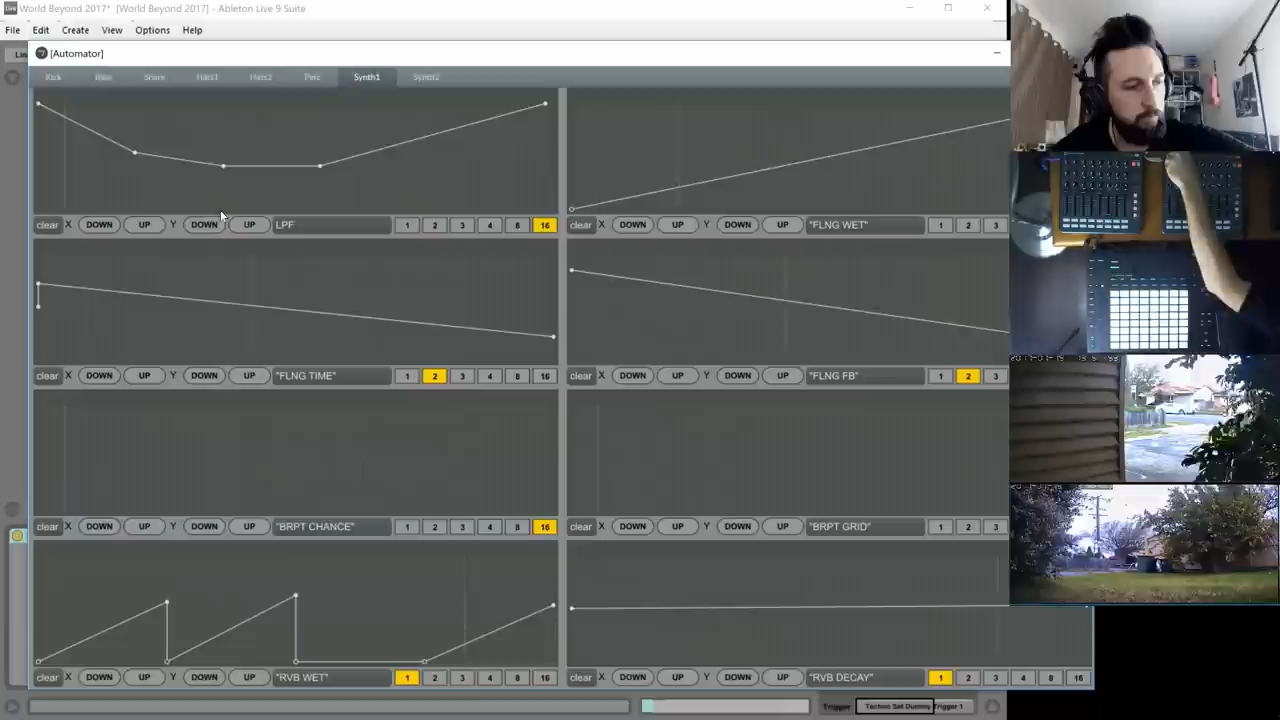 World Beyond 2017* [World Beyond 2017] - Ableton Live 9 Suite
File Edit Create View Options Help
[Automator]
Kick Bass Snare Hats1 Hats2 Perc Synth1 Synth2
clear X DOWN UP Y DOWN UP LPF 1 2 3 4 8 16
clear X DOWN UP Y DOWN UP "FLNG WET" 1 2 3
clear X DOWN UP Y DOWN UP "FLNG TIME" 1 2 3 4 8 16
clear X DOWN UP Y DOWN UP "FLNG FB" 1 2 3
clear X DOWN UP Y DOWN UP "BRPT CHANCE" 1 2 3 4 8 16
clear X DOWN UP Y DOWN UP "BRPT GRID" 1 2 3
clear X DOWN UP Y DOWN UP "RVB WET" 1 2 3 4 8 16
clear X DOWN UP Y DOWN UP "RVB DECAY" 1 2 3 4 8 16
Trigger Techno Set Dummy Trigger 1